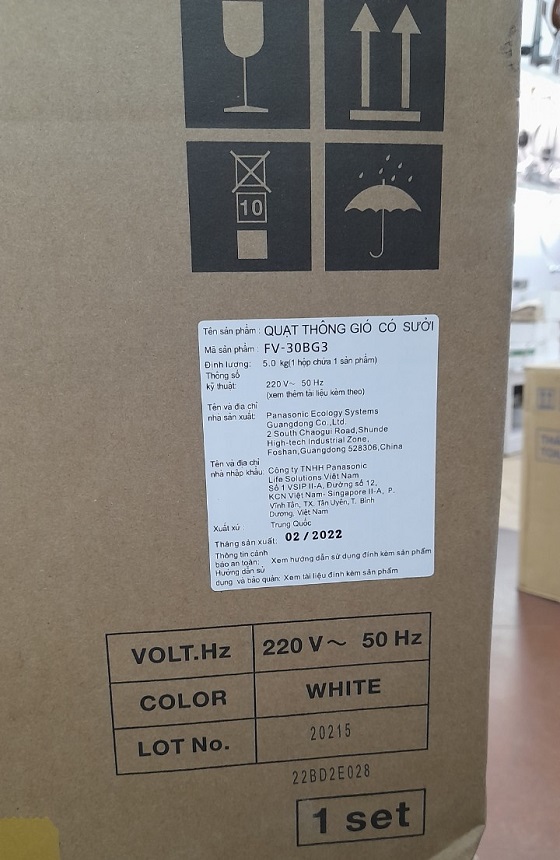 10
Tên sản phẩm : QUẠT THÔNG GIÓ CÓ SƯỞI
Mã sản phẩm : FV-30BG3
Định lượng: 5.0 kg(1 hộp chứa 1 sản phẩm)
Thông số
kỹ thuật: 220 V~ 50 Hz
(xem thêm tài liệu kèm theo)
Tên và địa chỉ
nhà sản xuất: Panasonic Ecology Systems
Guangdong Co.,Ltd.
2 South Chaogui Road,Shunde
High-tech Industrial Zone,
Foshan,Guangdong 528306,China
Tên và địa chỉ
nhà nhập khẩu: Công ty TNHH Panasonic
Life Solutions Việt Nam
Số 1 VSIP II-A, Đường số 12,
KCN Việt Nam- Singapore II-A, P.
Vĩnh Tân, TX. Tân Uyên, T. Bình
Dương, Việt Nam
Xuất xứ Trung Quốc
Tháng sản xuất: 02/2022
Thông tin cảnh
báo an toàn: Xem hướng dẫn sử dụng đính kèm sản phẩm
Hướng dẫn sử
dụng và bảo quản: Xem tài liệu đính kèm sản phẩm
VOLT.Hz 220 V~ 50 Hz
COLOR WHITE
LOT No. 20215
22BD2E028
1 set